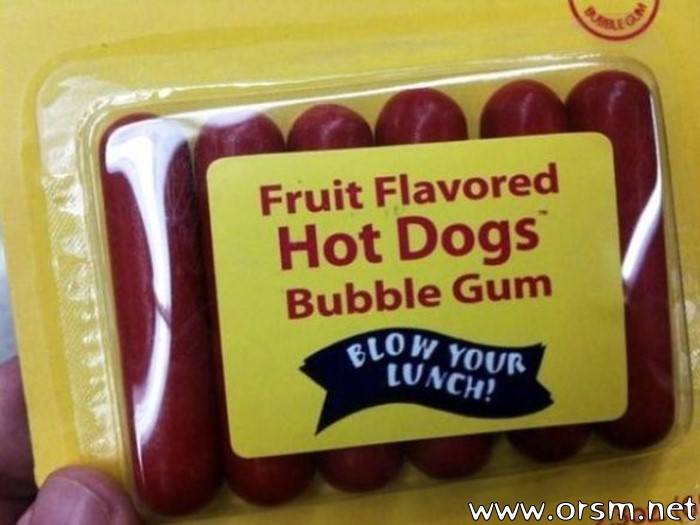 BUBBLE GUM
Fruit Flavored
Hot Dogs™
Bubble Gum
BLOW YOUR
LUNCH!
www.orsm.net